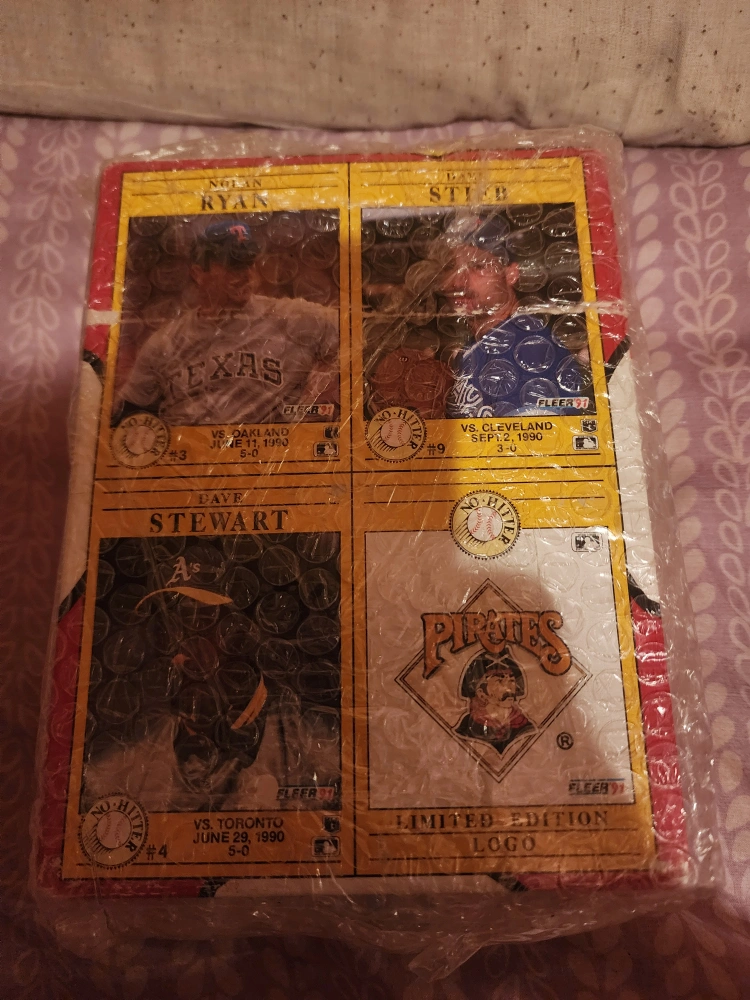 NOLAN
RYAN
TEXAS
FLEER 91
NO-HITTER
#3
VS. OAKLAND
JUNE 11, 1990
5-0
DAVE
STIEB
FLEER 91
NO-HITTER
#9
VS. CLEVELAND
SEPT. 2, 1990
3-0
DAVE
STEWART
A's
FLEER 91
NO-HITTER
#4
VS. TORONTO
JUNE 29, 1990
5-0
NO-HITTER
PIRATES
®
FLEER 91
LIMITED EDITION
LOGO